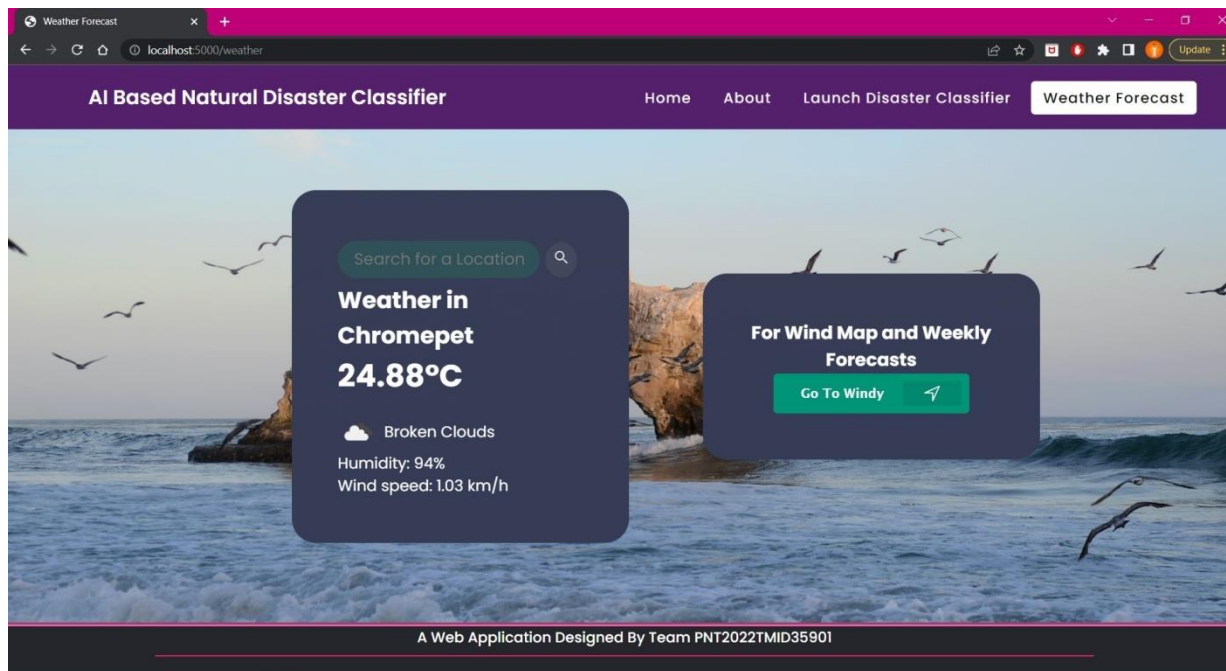 Weather Forecast
localhost:5000/weather
Update
AI Based Natural Disaster Classifier
Home
About
Launch Disaster Classifier
Weather Forecast
Search for a Location
Weather in
Chromepet
24.88°C
Broken Clouds
Humidity: 94%
Wind speed: 1.03 km/h
For Wind Map and Weekly
Forecasts
Go To Windy
A Web Application Designed By Team PNT2022TMID35901